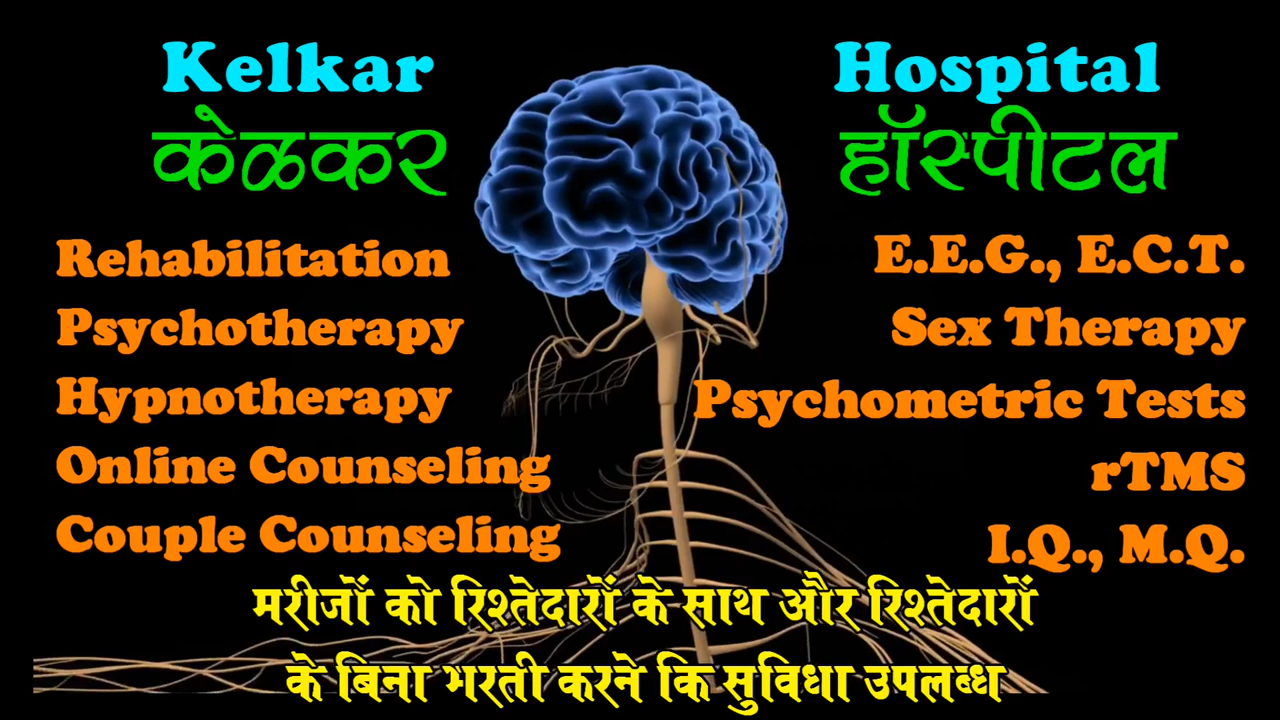 Kelkar Hospital
केळकर हॉस्पीटल
Rehabilitation
Psychotherapy
Hypnotherapy
Online Counseling
Couple Counseling
E.E.G., E.C.T.
Sex Therapy
Psychometric Tests
rTMS
I.Q., M.Q.
मरीजों को रिश्तेदारों के साथ और रिश्तेदारों
के बिना भरती करने कि सुविधा उपलब्ध